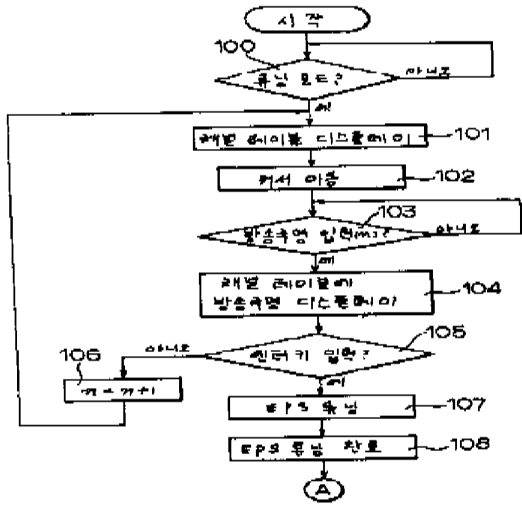 시작
100
튜닝 모드?
아니오
예
채널 테이블 디스플레이
101
커서 이동
102
103
방송국명 입력?
아니오
예
채널 테이블에
방송국명 디스플레이
104
105
엔터키 입력?
아니오
예
106
EPS 튜닝
107
EPS 튜닝 완료
108
A